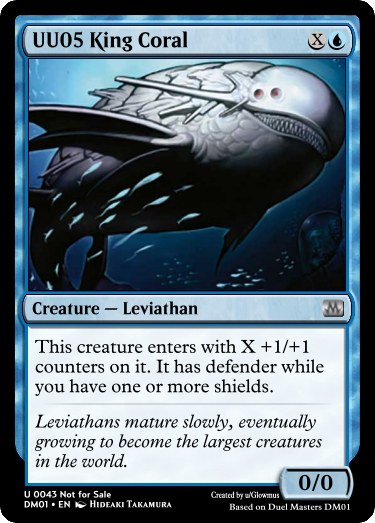 UU05 King Coral
X
Creature — Leviathan
This creature enters with X +1/+1
counters on it. It has defender while
you have one or more shields.
Leviathans mature slowly, eventually
growing to become the largest creatures
in the world.
0/0
U 0043 Not for Sale
DM01 • EN Hideaki Takamura
Created by u/Glowmus
Based on Duel Masters DM01